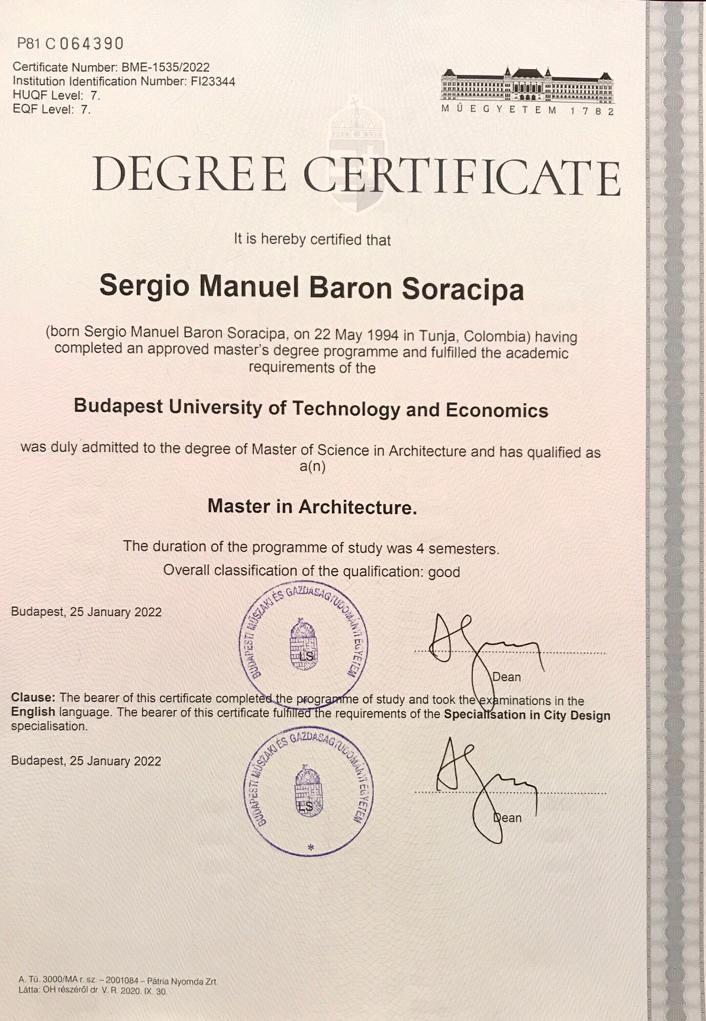 P81 C 064390
Certificate Number: BME-1535/2022
Institution Identification Number: FI23344
HUQF Level: 7.
EQF Level: 7.
MŰEGYETEM 1782
DEGREE CERTIFICATE
It is hereby certified that
Sergio Manuel Baron Soracipa
(born Sergio Manuel Baron Soracipa, on 22 May 1994 in Tunja, Colombia) having
completed an approved master's degree programme and fulfilled the academic
requirements of the
Budapest University of Technology and Economics
was duly admitted to the degree of Master of Science in Architecture and has qualified as
a(n)
Master in Architecture.
The duration of the programme of study was 4 semesters.
Overall classification of the qualification: good
Budapest, 25 January 2022
BUDAPESTI MŰSZAKI ÉS GAZDASÁGTUDOMÁNYI EGYETEM
LS
Dean
Clause: The bearer of this certificate completed the programme of study and took the examinations in the
English language. The bearer of this certificate fulfilled the requirements of the Specialisation in City Design
specialisation.
Budapest, 25 January 2022
BUDAPESTI MŰSZAKI ÉS GAZDASÁGTUDOMÁNYI EGYETEM
LS
*
Dean
A. Tü. 3000/MA r. sz. – 2001084 – Pátria Nyomda Zrt.
Látta: OH részéről dr. V. R. 2020. IX. 30.